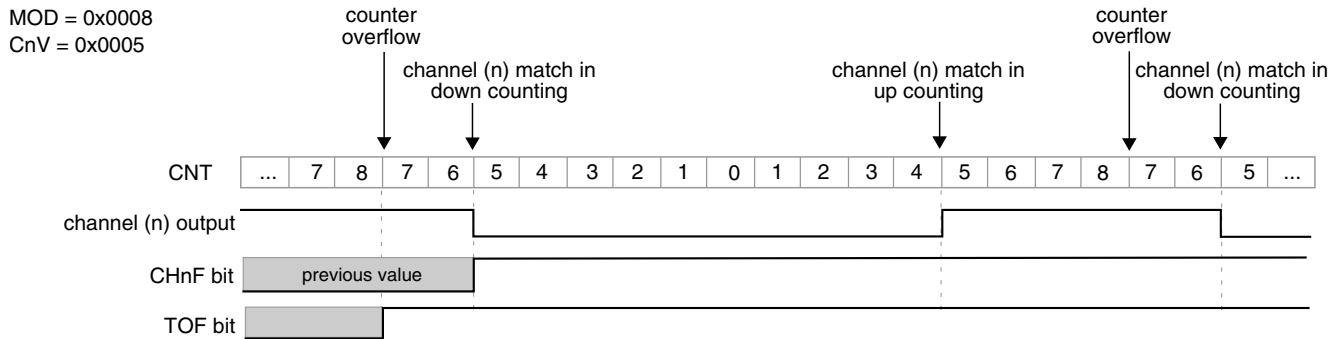 MOD = 0x0008
CnV = 0x0005
counter
overflow
channel (n) match in
down counting
channel (n) match in
up counting
counter
overflow
channel (n) match in
down counting
CNT ... 7 8 7 6 5 4 3 2 1 0 1 2 3 4 5 6 7 8 7 6 5 ...
channel (n) output
CHnF bit previous value
TOF bit